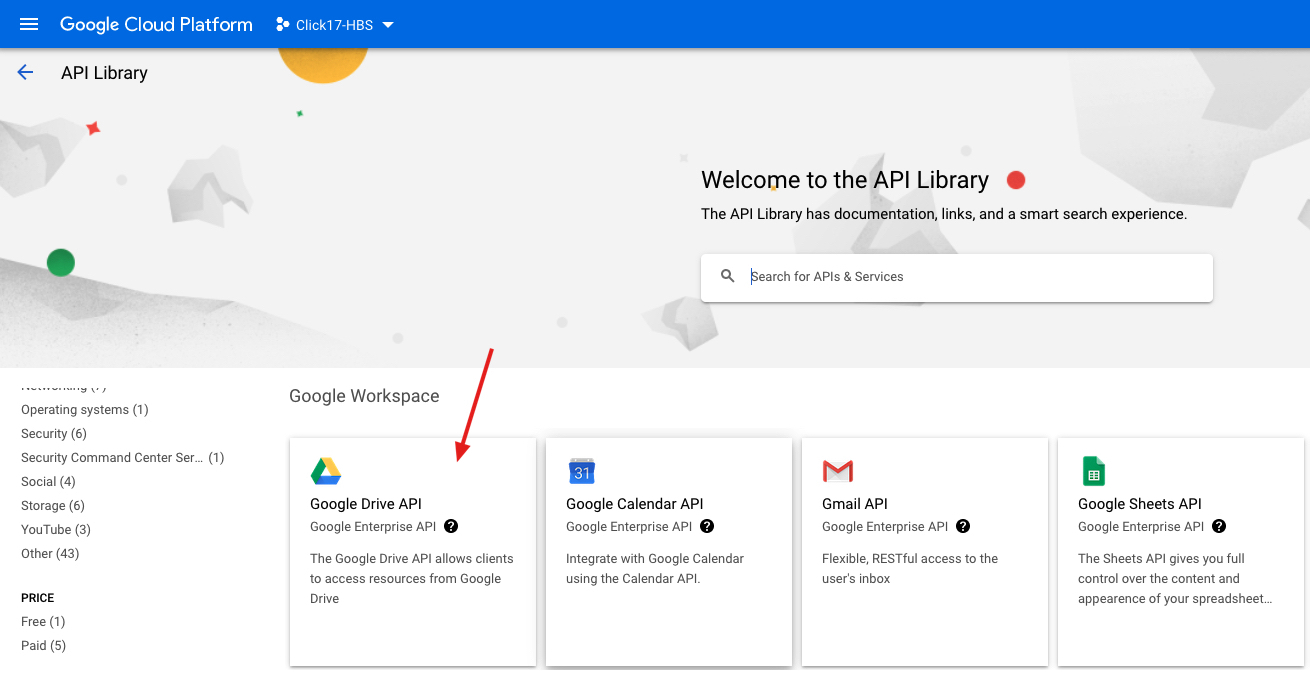 Google Cloud Platform
Click17-HBS
API Library
Welcome to the API Library
The API Library has documentation, links, and a smart search experience.
Search for APIs & Services
Networking (7)
Operating systems (1)
Security (6)
Security Command Center Ser... (1)
Social (4)
Storage (6)
YouTube (3)
Other (43)
PRICE
Free (1)
Paid (5)
Google Workspace
Google Drive API
Google Enterprise API ?
The Google Drive API allows clients
to access resources from Google
Drive
31
Google Calendar API
Google Enterprise API ?
Integrate with Google Calendar
using the Calendar API.
Gmail API
Google Enterprise API ?
Flexible, RESTful access to the
user's inbox
Google Sheets API
Google Enterprise API ?
The Sheets API gives you full
control over the content and
appearence of your spreadsheet...